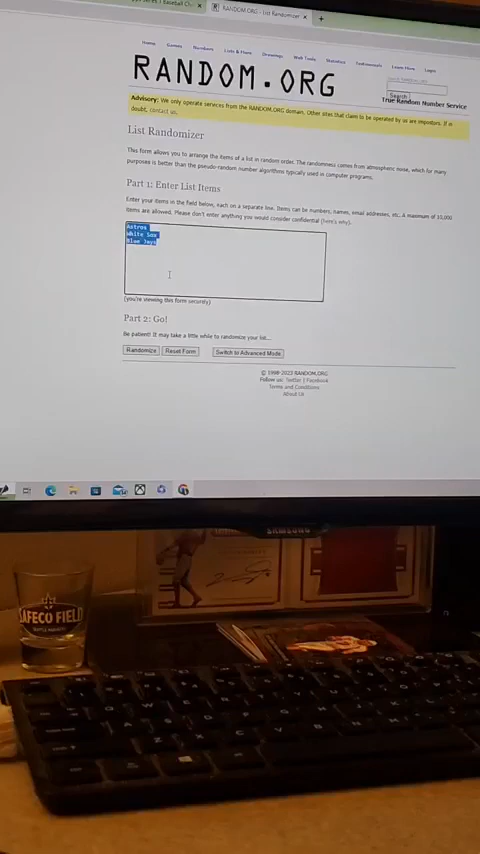 Baseball Ch
RANDOM.ORG - List Randomizer
Home Games Numbers Lists & More Drawings Web Tools Statistics Testimonials Learn More Login
RANDOM.ORG
Search
True Random Number Service
Advisory: We only operate services from the RANDOM.ORG domain. Other sites that claim to be operated by us are impostors. If in
doubt, contact us.
List Randomizer
This form allows you to arrange the items of a list in random order. The randomness comes from atmospheric noise, which for many
purposes is better than the pseudo-random number algorithms typically used in computer programs.
Part 1: Enter List Items
Enter your items in the field below, each on a separate line. Items can be numbers, names, email addresses, etc. A maximum of 10,000
items are allowed. Please don't enter anything you would consider confidential (here's why).
Astros
White Sox
Blue Jays
(you're viewing this form securely)
Part 2: Go!
Be patient! It may take a little while to randomize your list...
Randomize Reset Form Switch to Advanced Mode
© 1998-2023 RANDOM.ORG
Follow us: Twitter | Facebook
Terms and Conditions
About Us
SAMSUNG
SAFECO FIELD